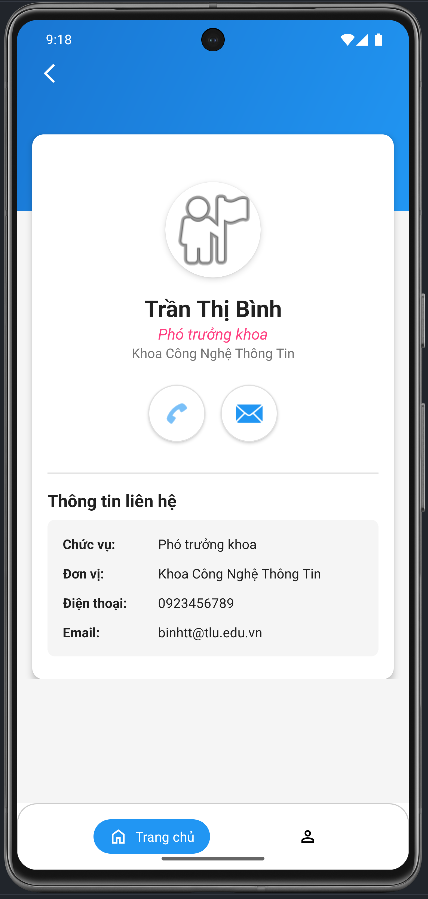 9:18
Trần Thị Bình
Phó trưởng khoa
Khoa Công Nghệ Thông Tin
Thông tin liên hệ
Chức vụ: Phó trưởng khoa
Đơn vị: Khoa Công Nghệ Thông Tin
Điện thoại: 0923456789
Email: binhtt@tlu.edu.vn
Trang chủ